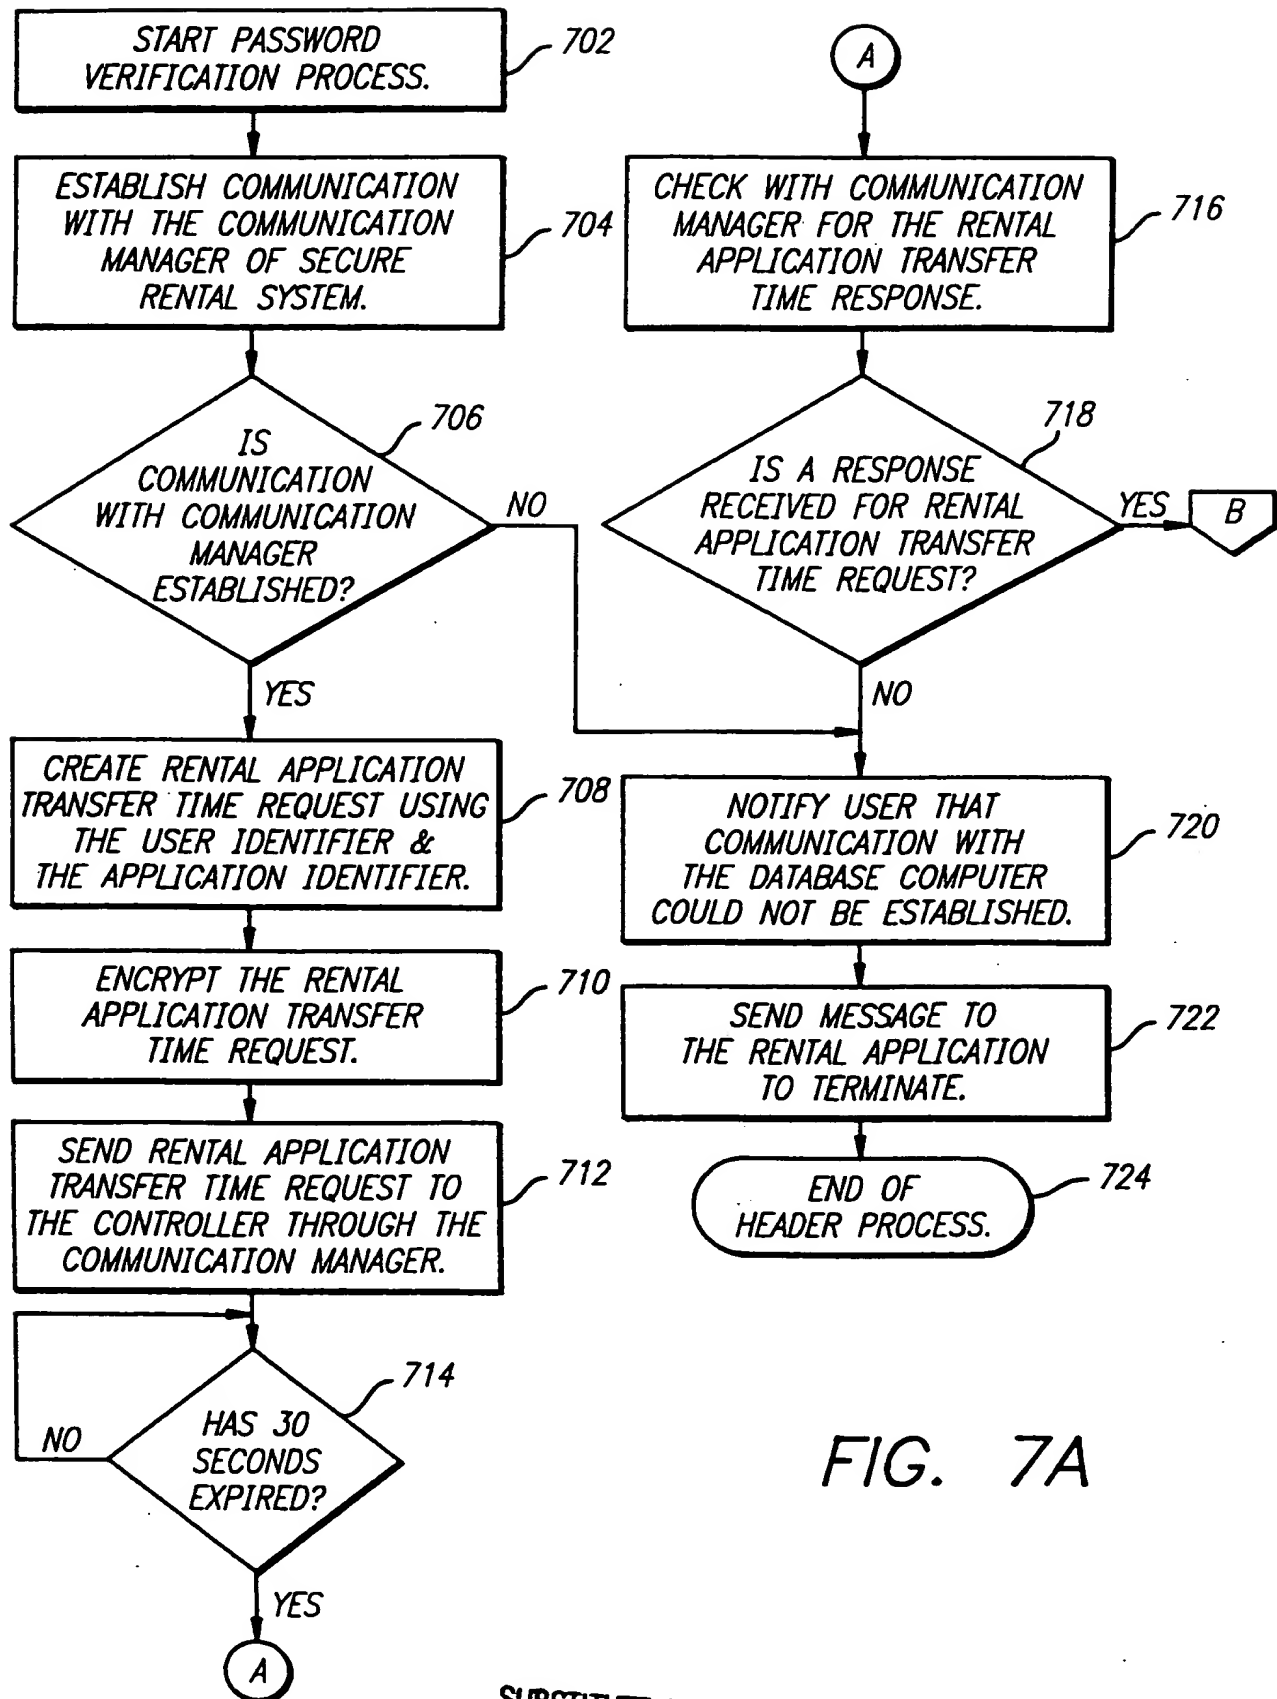 START PASSWORD
VERIFICATION PROCESS.
702
ESTABLISH COMMUNICATION
WITH THE COMMUNICATION
MANAGER OF SECURE
RENTAL SYSTEM.
704
IS
COMMUNICATION
WITH COMMUNICATION
MANAGER
ESTABLISHED?
706
NO
YES
CREATE RENTAL APPLICATION
TRANSFER TIME REQUEST USING
THE USER IDENTIFIER &
THE APPLICATION IDENTIFIER.
708
ENCRYPT THE RENTAL
APPLICATION TRANSFER
TIME REQUEST.
710
SEND RENTAL APPLICATION
TRANSFER TIME REQUEST TO
THE CONTROLLER THROUGH THE
COMMUNICATION MANAGER.
712
HAS 30
SECONDS
EXPIRED?
714
NO
YES
A
A
CHECK WITH COMMUNICATION
MANAGER FOR THE RENTAL
APPLICATION TRANSFER
TIME RESPONSE.
716
IS A RESPONSE
RECEIVED FOR RENTAL
APPLICATION TRANSFER
TIME REQUEST?
718
YES
B
NO
NOTIFY USER THAT
COMMUNICATION WITH
THE DATABASE COMPUTER
COULD NOT BE ESTABLISHED.
720
SEND MESSAGE TO
THE RENTAL APPLICATION
TO TERMINATE.
722
END OF
HEADER PROCESS.
724
FIG. 7A